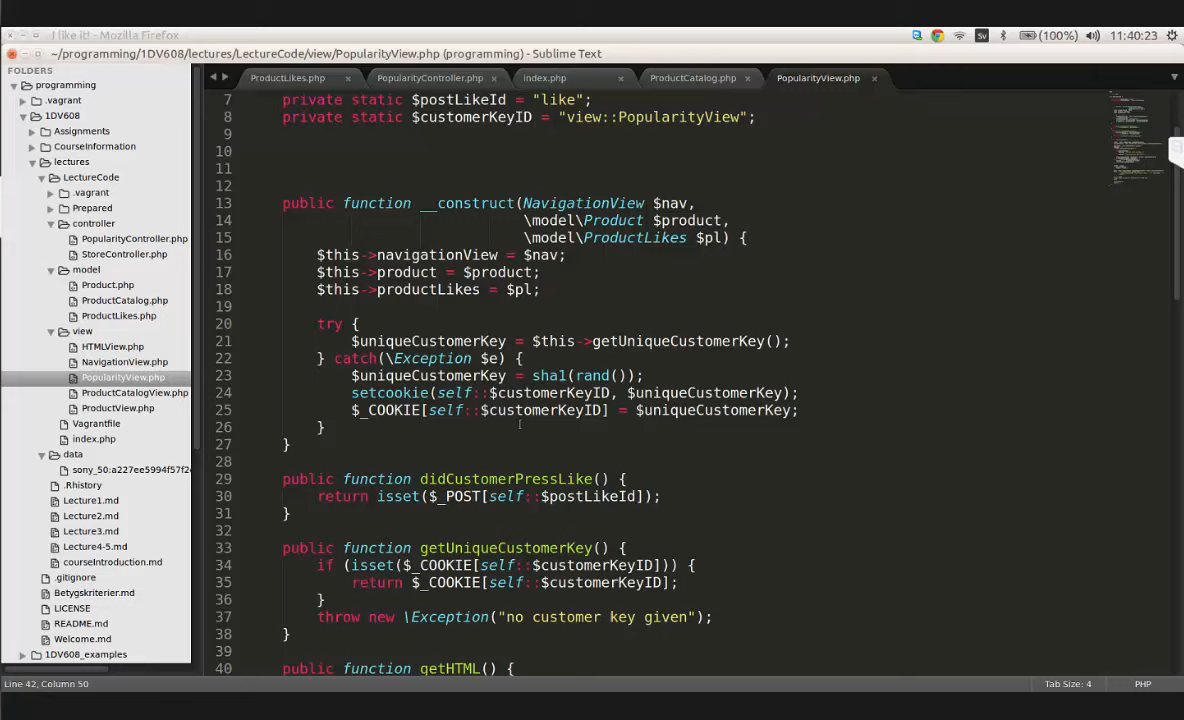 I like it! - Mozilla Firefox
Sv (100%) 11:40:23
~/programming/1DV608/lectures/LectureCode/view/PopularityView.php (programming) - Sublime Text
FOLDERS
programming
.vagrant
1DV608
Assignments
CourseInformation
lectures
LectureCode
.vagrant
Prepared
controller
PopularityController.php
StoreController.php
model
Product.php
ProductCatalog.php
ProductLikes.php
view
HTMLView.php
NavigationView.php
PopularityView.php
ProductCatalogView.php
ProductView.php
Vagrantfile
index.php
data
sony_50:a227ee5994f57f2
.Rhistory
Lecture1.md
Lecture2.md
Lecture3.md
Lecture4-5.md
courseIntroduction.md
.gitignore
Betygskriterier.md
LICENSE
README.md
Welcome.md
1DV608_examples
ProductLikes.php × PopularityController.php × index.php × ProductCatalog.php × PopularityView.php ×
7 private static $postLikeId = "like";
8 private static $customerKeyID = "view::PopularityView";
9
10
11
12
13 public function __construct(NavigationView $nav,
14 \model\Product $product,
15 \model\ProductLikes $pl) {
16 $this->navigationView = $nav;
17 $this->product = $product;
18 $this->productLikes = $pl;
19
20 try {
21 $uniqueCustomerKey = $this->getUniqueCustomerKey();
22 } catch(\Exception $e) {
23 $uniqueCustomerKey = sha1(rand());
24 setcookie(self::$customerKeyID, $uniqueCustomerKey);
25 $_COOKIE[self::$customerKeyID] = $uniqueCustomerKey;
26 }
27 }
28
29 public function didCustomerPressLike() {
30 return isset($_POST[self::$postLikeId]);
31 }
32
33 public function getUniqueCustomerKey() {
34 if (isset($_COOKIE[self::$customerKeyID])) {
35 return $_COOKIE[self::$customerKeyID];
36 }
37 throw new \Exception("no customer key given");
38 }
39
40 public function getHTML() {
Line 42, Column 50
Tab Size: 4
PHP